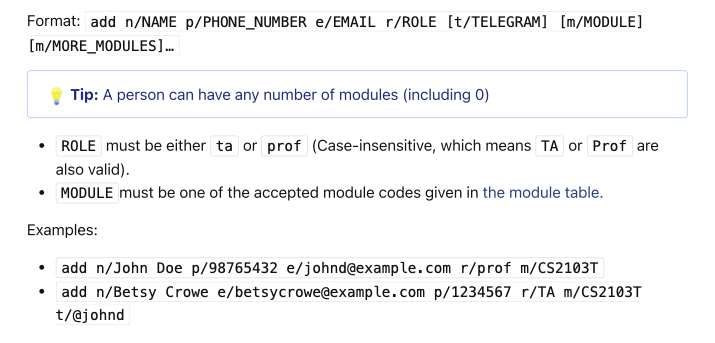 Format: add n/NAME p/PHONE_NUMBER e/EMAIL r/ROLE [t/TELEGRAM] [m/MODULE]
[m/MORE_MODULES]…
💡 Tip: A person can have any number of modules (including 0)
• ROLE must be either ta or prof (Case-insensitive, which means TA or Prof are
also valid).
• MODULE must be one of the accepted module codes given in the module table.
Examples:
• add n/John Doe p/98765432 e/johnd@example.com r/prof m/CS2103T
• add n/Betsy Crowe e/betsycrowe@example.com p/1234567 r/TA m/CS2103T
t/@johnd